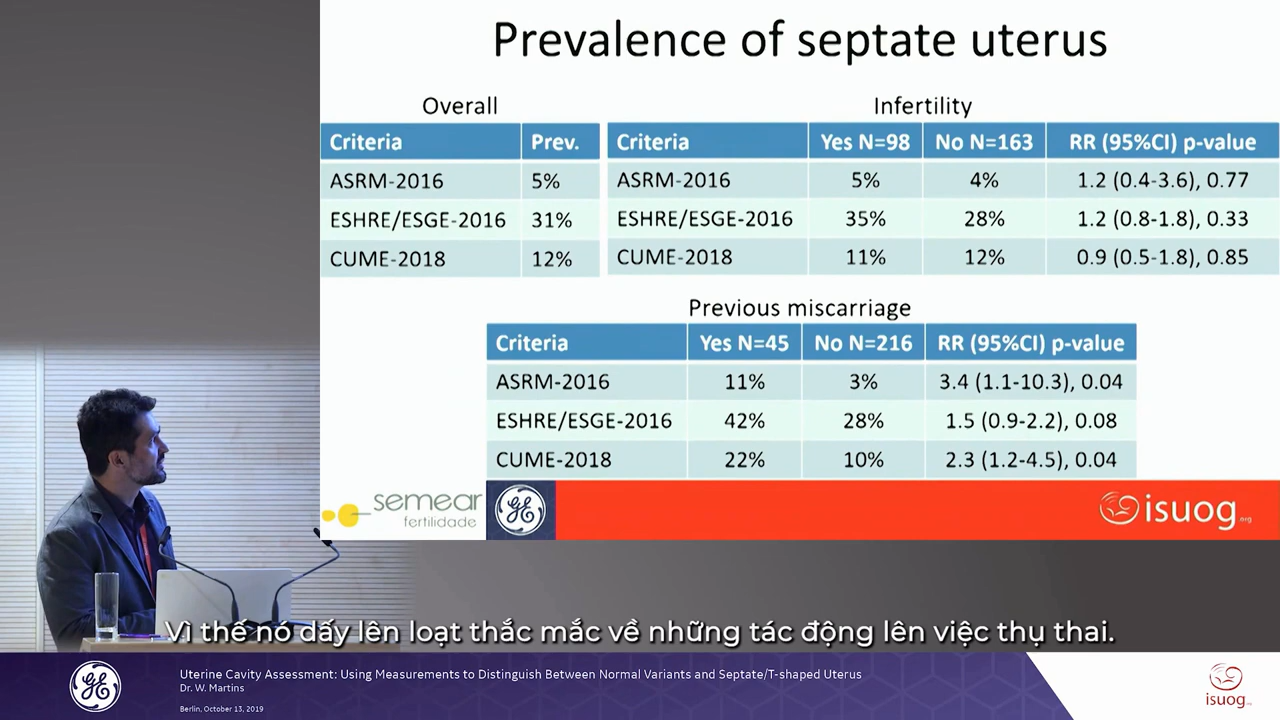 Prevalence of septate uterus
Overall
Criteria Prev.
ASRM-2016 5%
ESHRE/ESGE-2016 31%
CUME-2018 12%
Infertility
Criteria Yes N=98 No N=163 RR (95%CI) p-value
ASRM-2016 5% 4% 1.2 (0.4-3.6), 0.77
ESHRE/ESGE-2016 35% 28% 1.2 (0.8-1.8), 0.33
CUME-2018 11% 12% 0.9 (0.5-1.8), 0.85
Previous miscarriage
Criteria Yes N=45 No N=216 RR (95%CI) p-value
ASRM-2016 11% 3% 3.4 (1.1-10.3), 0.04
ESHRE/ESGE-2016 42% 28% 1.5 (0.9-2.2), 0.08
CUME-2018 22% 10% 2.3 (1.2-4.5), 0.04
semear
fertilidade
GE
isuog.org
Vì thế nó dấy lên loạt thắc mắc về những tác động lên việc thụ thai.
GE
Uterine Cavity Assessment: Using Measurements to Distinguish Between Normal Variants and Septate/T-shaped Uterus
Dr. W. Martins
Berlin, October 13, 2019
isuog.org